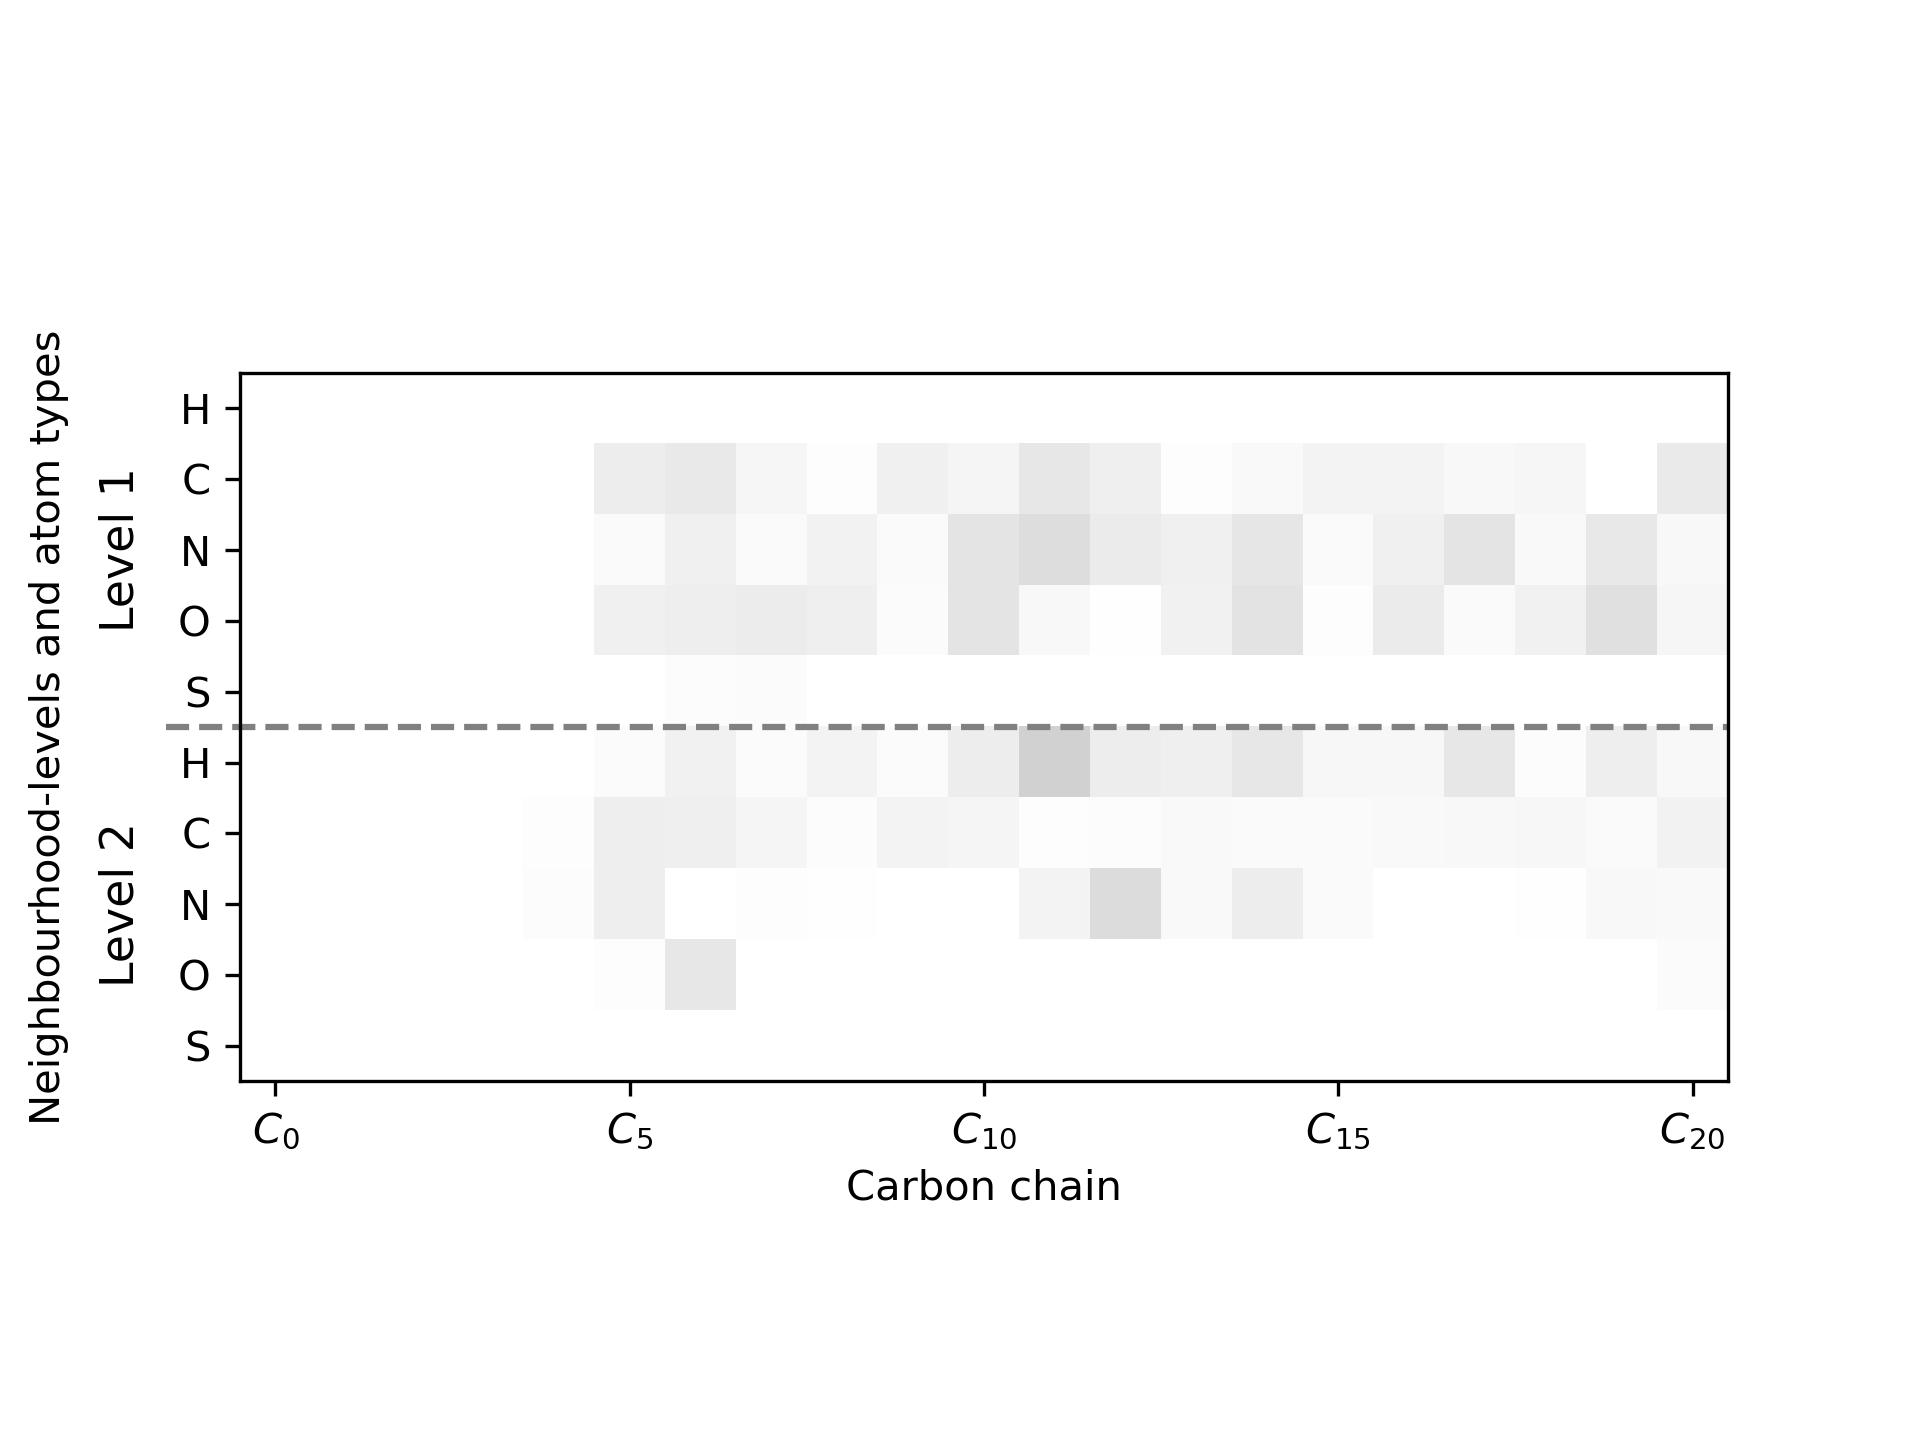 Neighbourhood-levels and atom types
Level 1
Level 2
H
C
N
O
S
H
C
N
O
S
C₀ C₅ C₁₀ C₁₅ C₂₀
Carbon chain